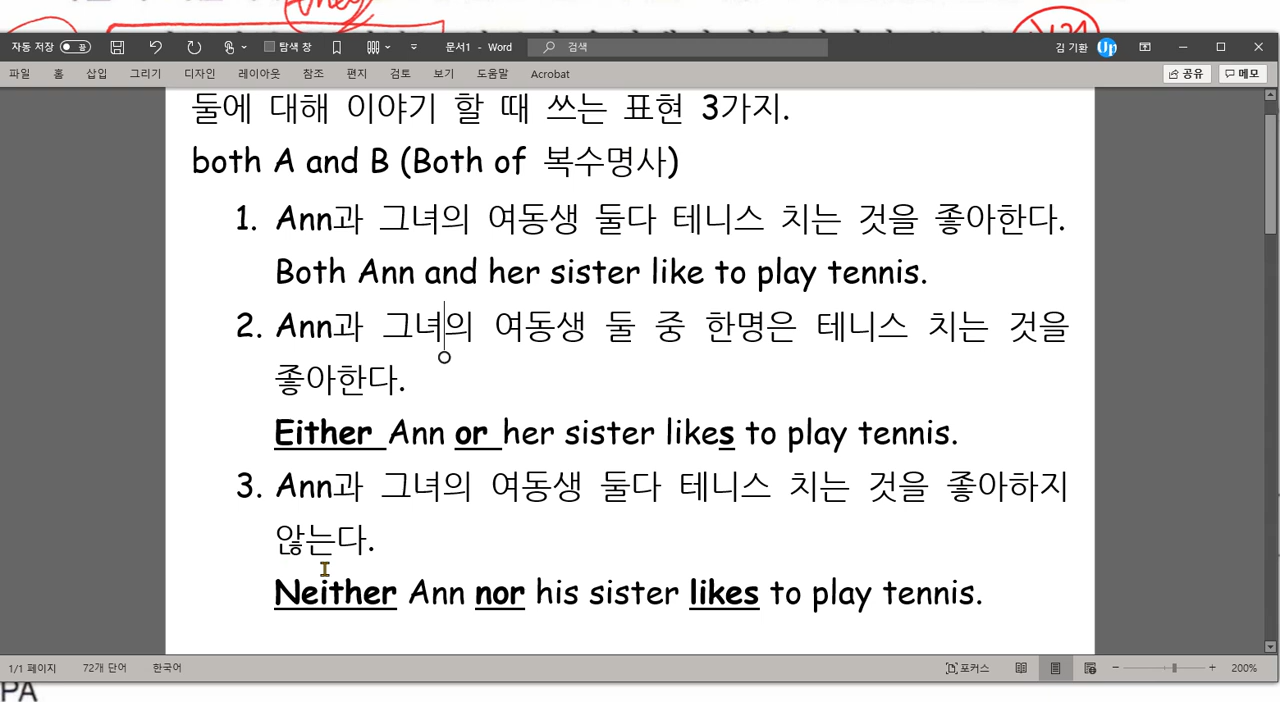 자동 저장 끔 탐색 창 문서1 - Word 검색 김 기환
파일 홈 삽입 그리기 디자인 레이아웃 참조 편지 검토 보기 도움말 Acrobat 공유 메모
둘에 대해 이야기 할 때 쓰는 표현 3가지.
both A and B (Both of 복수명사)
1. Ann과 그녀의 여동생 둘다 테니스 치는 것을 좋아한다.
Both Ann and her sister like to play tennis.
2. Ann과 그녀의 여동생 둘 중 한명은 테니스 치는 것을
좋아한다.
Either Ann or her sister likes to play tennis.
3. Ann과 그녀의 여동생 둘다 테니스 치는 것을 좋아하지
않는다.
Neither Ann nor his sister likes to play tennis.
1/1 페이지 72개 단어 한국어 포커스 200%
PA